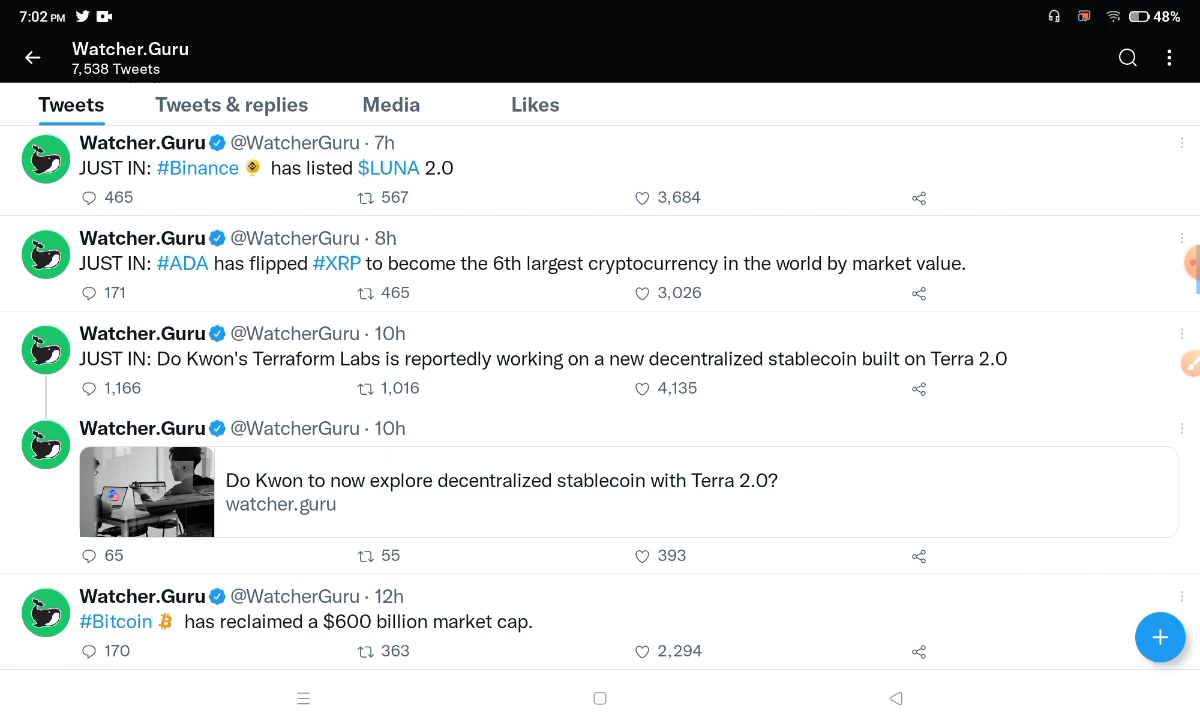 7:02 PM 48%
Watcher.Guru
7,538 Tweets
Tweets Tweets & replies Media Likes
Watcher.Guru @WatcherGuru · 7h
JUST IN: #Binance has listed $LUNA 2.0
465 567 3,684
Watcher.Guru @WatcherGuru · 8h
JUST IN: #ADA has flipped #XRP to become the 6th largest cryptocurrency in the world by market value.
171 465 3,026
Watcher.Guru @WatcherGuru · 10h
JUST IN: Do Kwon's Terraform Labs is reportedly working on a new decentralized stablecoin built on Terra 2.0
1,166 1,016 4,135
Watcher.Guru @WatcherGuru · 10h
Do Kwon to now explore decentralized stablecoin with Terra 2.0?
watcher.guru
65 55 393
Watcher.Guru @WatcherGuru · 12h
#Bitcoin has reclaimed a $600 billion market cap.
170 363 2,294